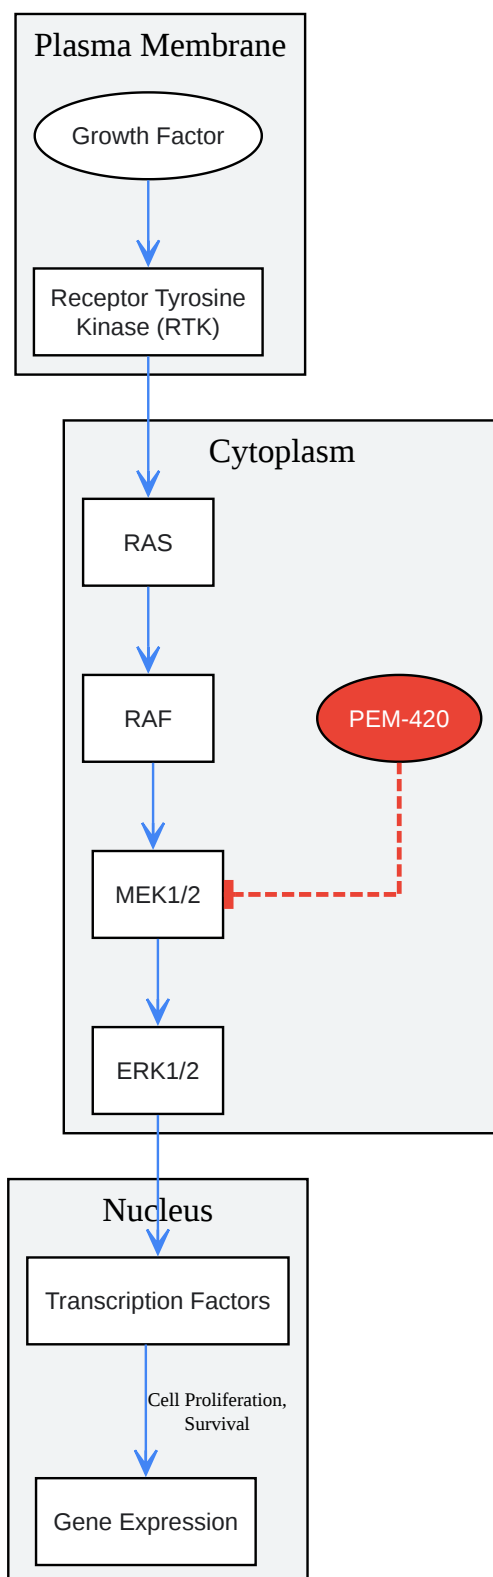 Plasma Membrane
Growth Factor
Receptor Tyrosine
Kinase (RTK)
Cytoplasm
RAS
RAF
PEM-420
MEK1/2
ERK1/2
Nucleus
Transcription Factors
Cell Proliferation,
Survival
Gene Expression